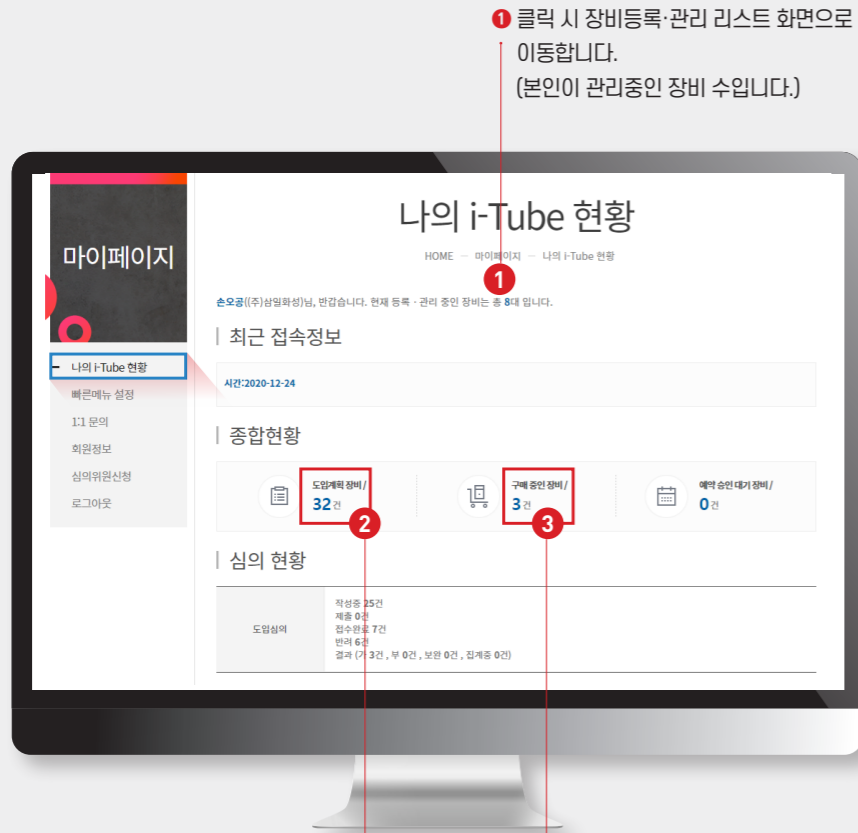 ❶ 클릭 시 장비등록·관리 리스트 화면으로
이동합니다.
(본인이 관리중인 장비 수입니다.)
마이페이지
나의 i-Tube 현황
빠른메뉴 설정
1:1 문의
회원정보
심의위원신청
로그아웃
나의 i-Tube 현황
HOME — 마이페이지 — 나의 i-Tube 현황
1
손오공((주)삼일화성)님, 반갑습니다. 현재 등록 · 관리 중인 장비는 총 8대 입니다.
최근 접속정보
시간:2020-12-24
종합현황
도입계획 장비 /
32건
2
구매 중인 장비 /
3건
3
예약 승인 대기 장비 /
0건
심의 현황
도입심의
작성중 25건
제출 0건
접수완료 7건
반려 6건
결과 (가 3건 , 부 0건 , 보완 0건 , 집계중 0건)